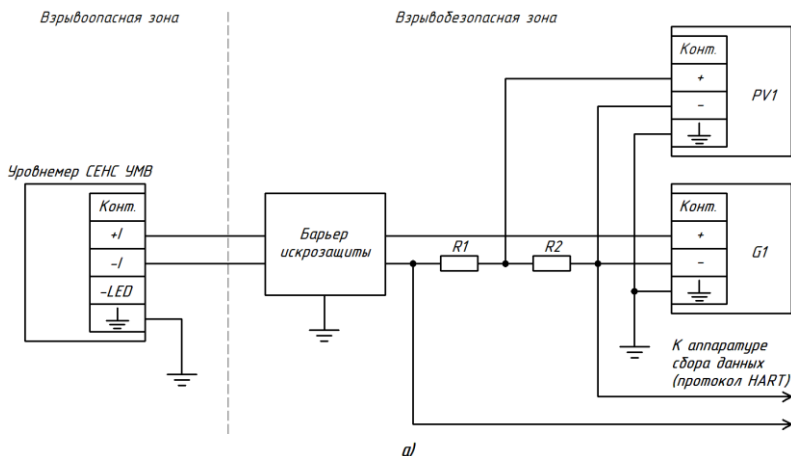 Взрывоопасная зона
Взрывобезопасная зона
Конт.
+
-
PV1
Уровнемер СЕНС УМВ
Конт.
+I
-I
-LED
Барьер
искрозащиты
R1
R2
Конт.
+
-
G1
К аппаратуре
сбора данных
(протокол HART)
а)